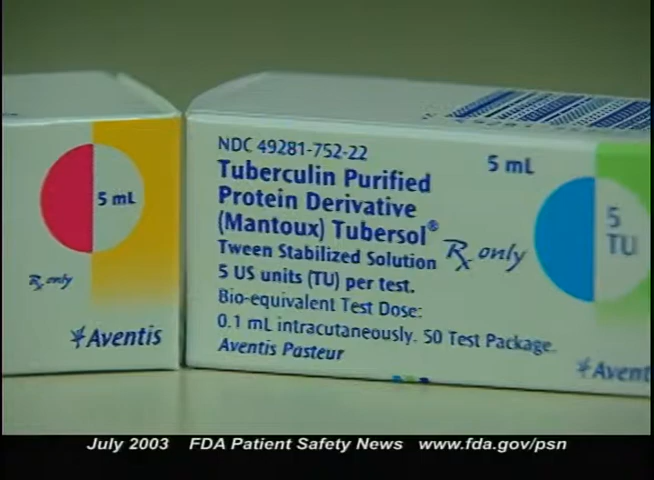 5 mL
Rx only
Aventis
NDC 49281-752-22
5 mL
Tuberculin Purified
Protein Derivative
(Mantoux) Tubersol®
Rx only
Tween Stabilized Solution
5 US units (TU) per test.
Bio-equivalent Test Dose:
0.1 mL intracutaneously. 50 Test Package.
Aventis Pasteur
5
TU
Avent
July 2003 FDA Patient Safety News www.fda.gov/psn